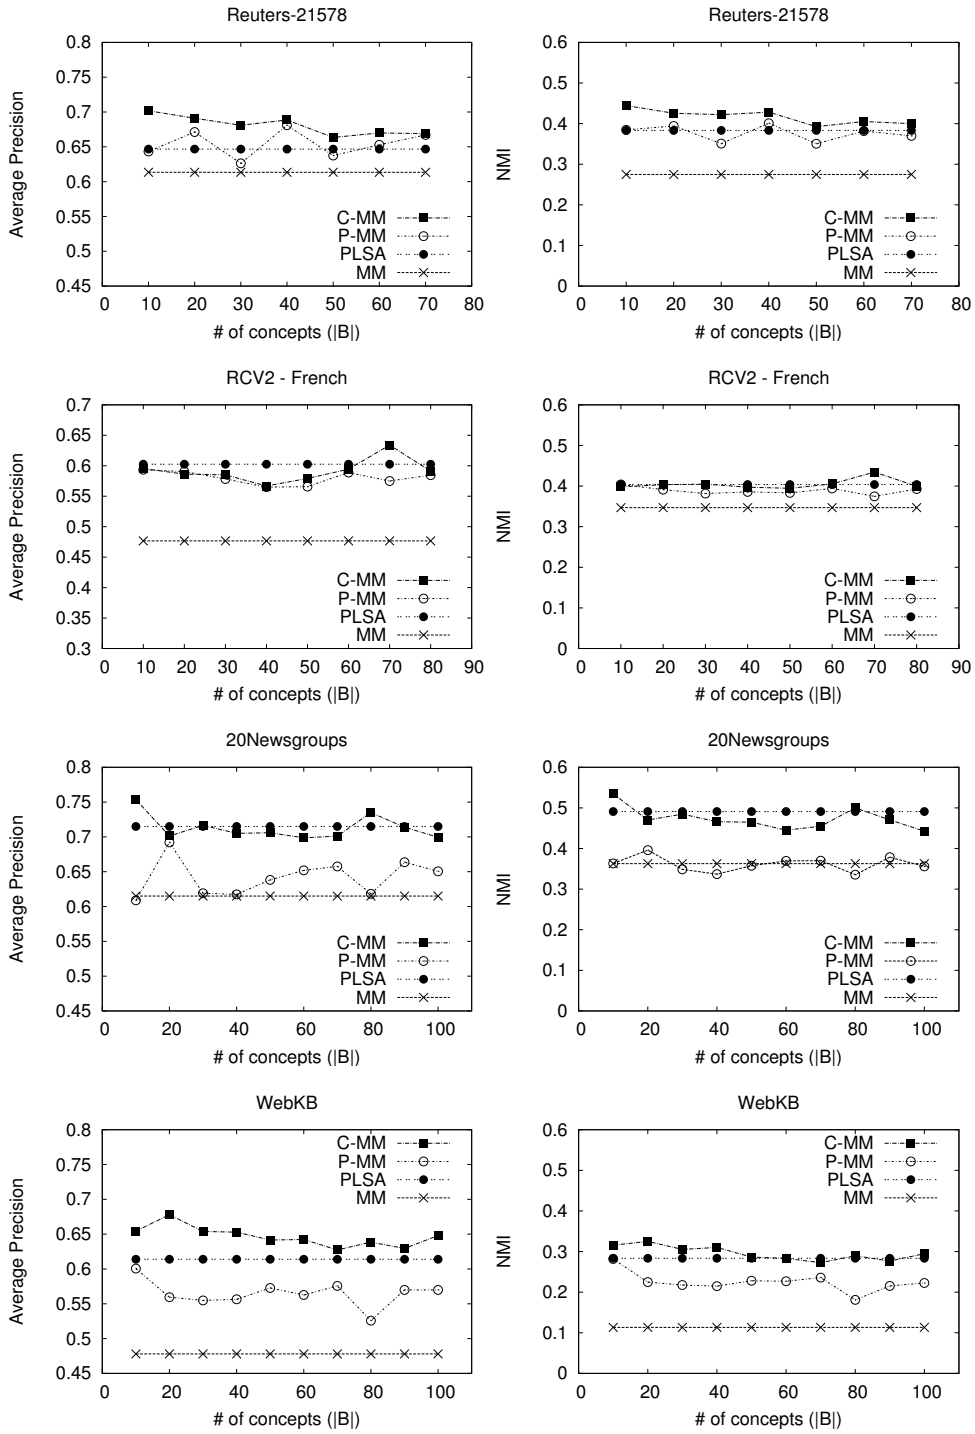 Reuters-21578
0.8
0.75
0.7
0.65
0.6
0.55
0.5
0.45
Average Precision
C-MM
P-MM
PLSA
MM
0 10 20 30 40 50 60 70 80
# of concepts (|B|)
Reuters-21578
0.6
0.5
0.4
0.3
0.2
0.1
0
NMI
C-MM
P-MM
PLSA
MM
0 10 20 30 40 50 60 70 80
# of concepts (|B|)
RCV2 - French
0.7
0.65
0.6
0.55
0.5
0.45
0.4
0.35
0.3
Average Precision
C-MM
P-MM
PLSA
MM
0 10 20 30 40 50 60 70 80 90
# of concepts (|B|)
RCV2 - French
0.6
0.5
0.4
0.3
0.2
0.1
0
NMI
C-MM
P-MM
PLSA
MM
0 10 20 30 40 50 60 70 80 90
# of concepts (|B|)
20Newsgroups
0.8
0.75
0.7
0.65
0.6
0.55
0.5
0.45
Average Precision
C-MM
P-MM
PLSA
MM
0 20 40 60 80 100
# of concepts (|B|)
20Newsgroups
0.6
0.5
0.4
0.3
0.2
0.1
0
NMI
C-MM
P-MM
PLSA
MM
0 20 40 60 80 100
# of concepts (|B|)
WebKB
0.8
0.75
0.7
0.65
0.6
0.55
0.5
0.45
Average Precision
C-MM
P-MM
PLSA
MM
0 20 40 60 80 100
# of concepts (|B|)
WebKB
0.6
0.5
0.4
0.3
0.2
0.1
0
NMI
C-MM
P-MM
PLSA
MM
0 20 40 60 80 100
# of concepts (|B|)